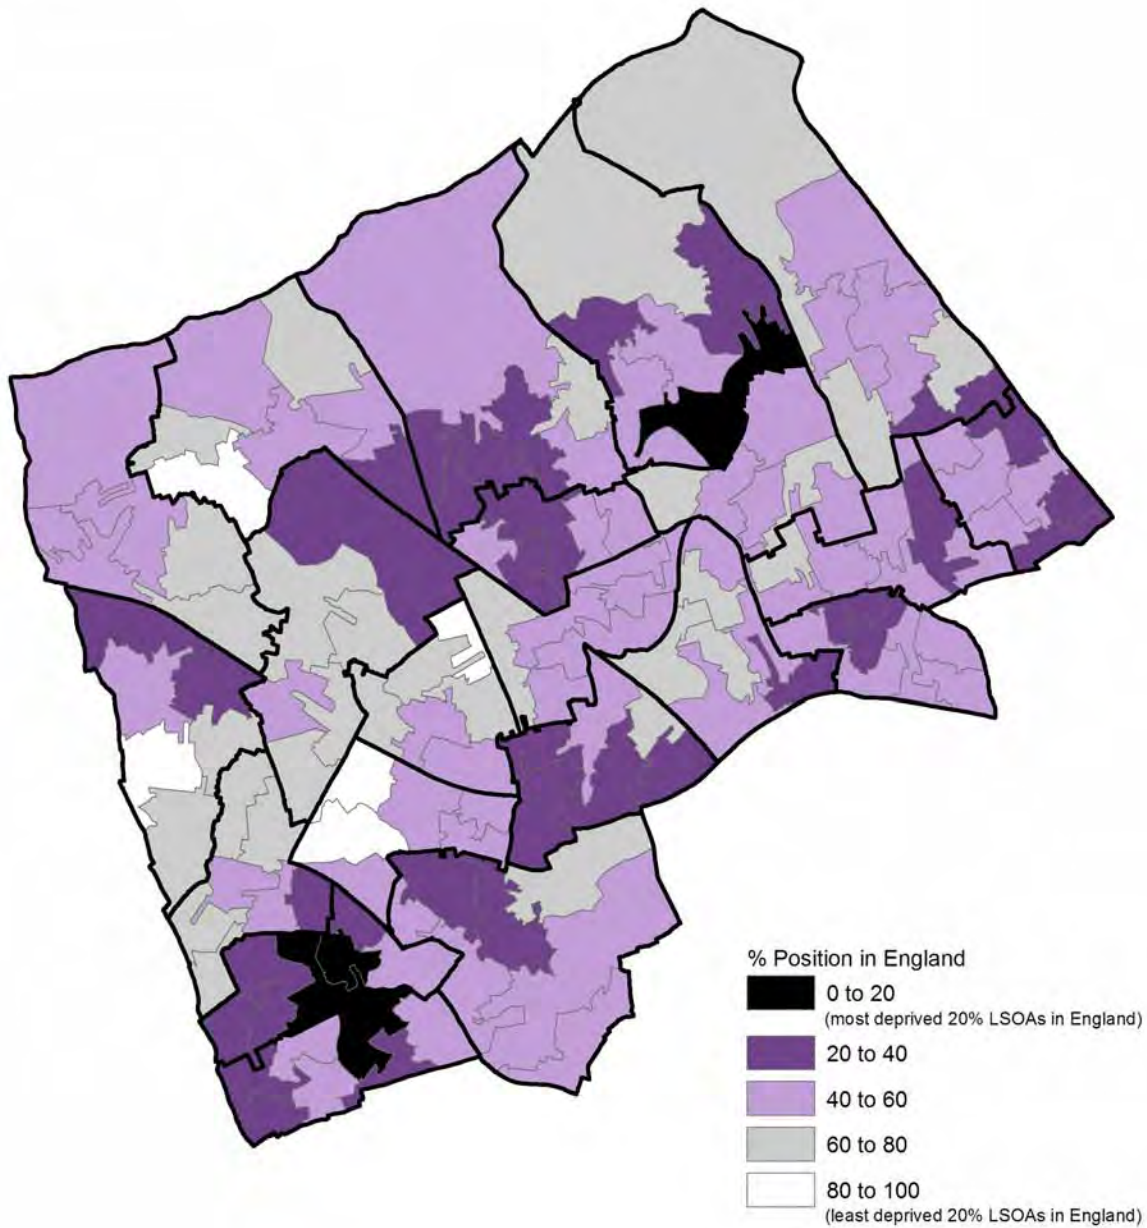 % Position in England
0 to 20
(most deprived 20% LSOAs in England)
20 to 40
40 to 60
60 to 80
80 to 100
(least deprived 20% LSOAs in England)